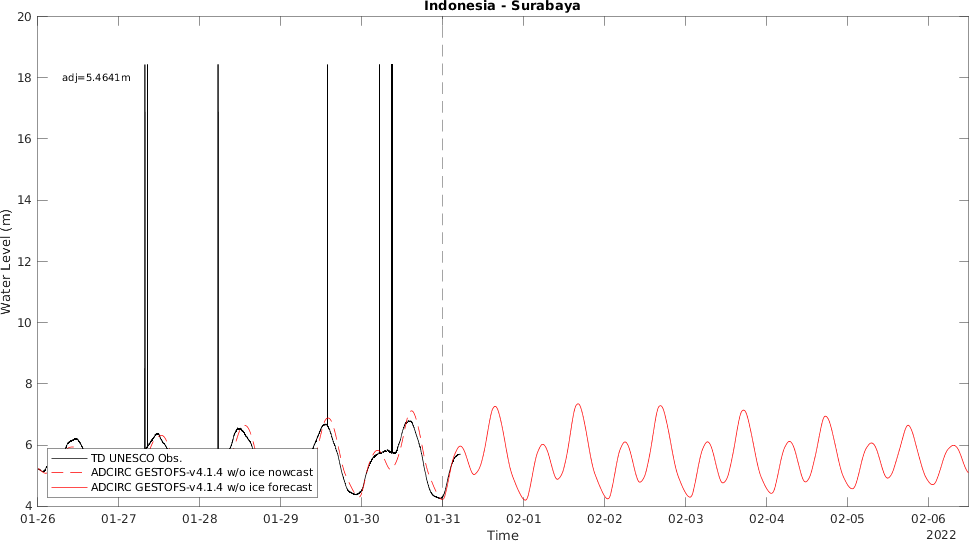 Indonesia - Surabaya
20
18
16
14
12
10
8
6
4
Water Level (m)
adj=5.4641m
TD UNESCO Obs.
ADCIRC GESTOFS-v4.1.4 w/o ice nowcast
ADCIRC GESTOFS-v4.1.4 w/o ice forecast
01-26 01-27 01-28 01-29 01-30 01-31 02-01 02-02 02-03 02-04 02-05 02-06
Time
2022